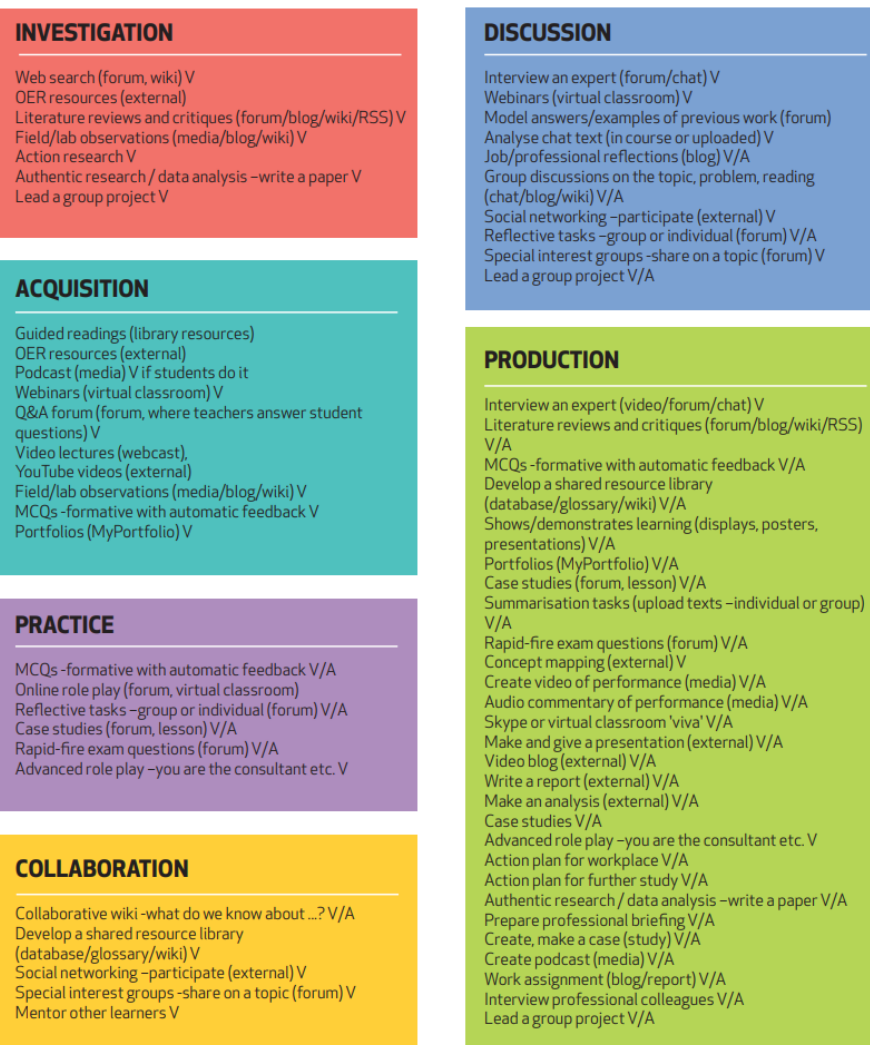 INVESTIGATION
Web search (forum, wiki) V
OER resources (external)
Literature reviews and critiques (forum/blog/wiki/RSS) V
Field/lab observations (media/blog/wiki) V
Action research V
Authentic research / data analysis –write a paper V
Lead a group project V
ACQUISITION
Guided readings (library resources)
OER resources (external)
Podcast (media) V if students do it
Webinars (virtual classroom) V
Q&A forum (forum, where teachers answer student
questions) V
Video lectures (webcast),
YouTube videos (external)
Field/lab observations (media/blog/wiki) V
MCQs -formative with automatic feedback V
Portfolios (MyPortfolio) V
PRACTICE
MCQs -formative with automatic feedback V/A
Online role play (forum, virtual classroom)
Reflective tasks –group or individual (forum) V/A
Case studies (forum, lesson) V/A
Rapid-fire exam questions (forum) V/A
Advanced role play –you are the consultant etc. V
COLLABORATION
Collaborative wiki -what do we know about ...? V/A
Develop a shared resource library
(database/glossary/wiki) V
Social networking –participate (external) V
Special interest groups -share on a topic (forum) V
Mentor other learners V
DISCUSSION
Interview an expert (forum/chat) V
Webinars (virtual classroom) V
Model answers/examples of previous work (forum)
Analyse chat text (in course or uploaded) V
Job/professional reflections (blog) V/A
Group discussions on the topic, problem, reading
(chat/blog/wiki) V/A
Social networking –participate (external) V
Reflective tasks –group or individual (forum) V/A
Special interest groups -share on a topic (forum) V
Lead a group project V/A
PRODUCTION
Interview an expert (video/forum/chat) V
Literature reviews and critiques (forum/blog/wiki/RSS)
V/A
MCQs -formative with automatic feedback V/A
Develop a shared resource library
(database/glossary/wiki) V/A
Shows/demonstrates learning (displays, posters,
presentations) V/A
Portfolios (MyPortfolio) V/A
Case studies (forum, lesson) V/A
Summarisation tasks (upload texts –individual or group)
V/A
Rapid-fire exam questions (forum) V/A
Concept mapping (external) V
Create video of performance (media) V/A
Audio commentary of performance (media) V/A
Skype or virtual classroom 'viva' V/A
Make and give a presentation (external) V/A
Video blog (external) V/A
Write a report (external) V/A
Make an analysis (external) V/A
Case studies V/A
Advanced role play –you are the consultant etc. V
Action plan for workplace V/A
Action plan for further study V/A
Authentic research / data analysis –write a paper V/A
Prepare professional briefing V/A
Create, make a case (study) V/A
Create podcast (media) V/A
Work assignment (blog/report) V/A
Interview professional colleagues V/A
Lead a group project V/A